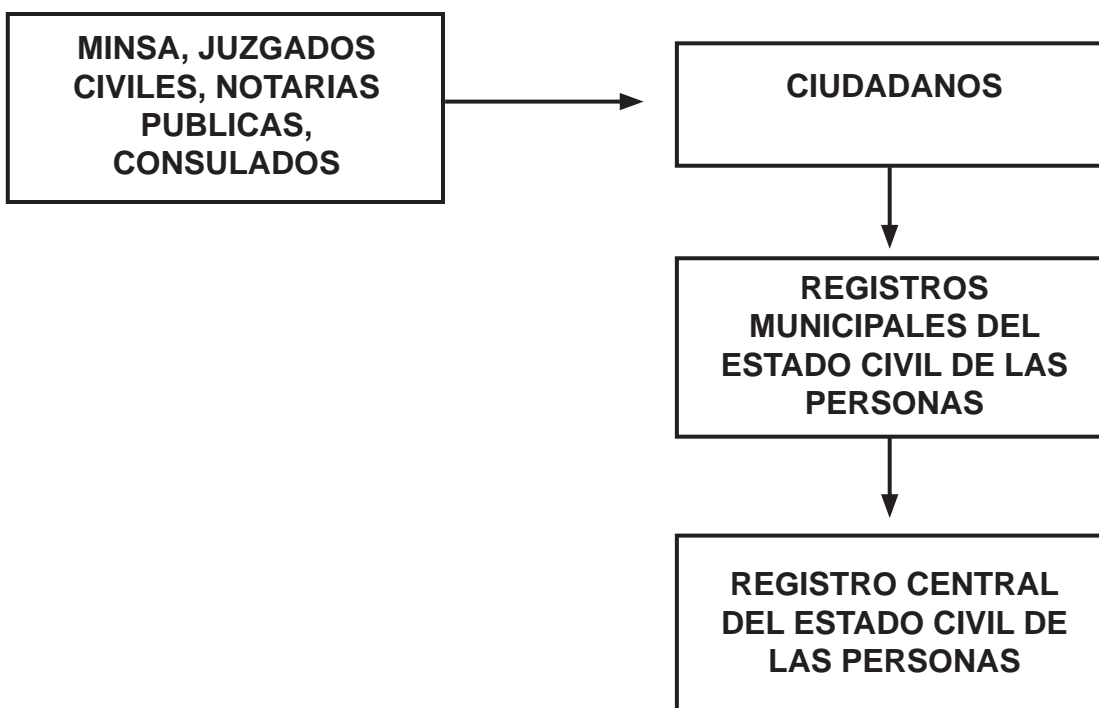 MINSA, JUZGADOS
CIVILES, NOTARIAS
PUBLICAS,
CONSULADOS
CIUDADANOS
REGISTROS
MUNICIPALES DEL
ESTADO CIVIL DE LAS
PERSONAS
REGISTRO CENTRAL
DEL ESTADO CIVIL DE
LAS PERSONAS